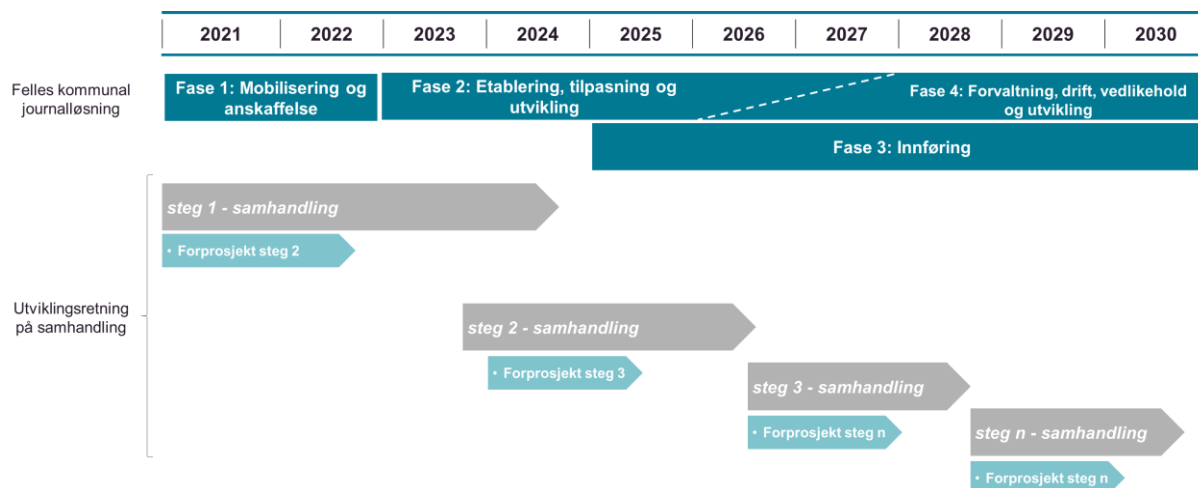 2021 2022 2023 2024 2025 2026 2027 2028 2029 2030
Felles kommunal
journalløsning
Fase 1: Mobilisering og
anskaffelse
Fase 2: Etablering, tilpasning og
utvikling
Fase 4: Forvaltning, drift, vedlikehold
og utvikling
Fase 3: Innføring
Utviklingsretning
på samhandling
steg 1 - samhandling
• Forprosjekt steg 2
steg 2 - samhandling
• Forprosjekt steg 3
steg 3 - samhandling
• Forprosjekt steg n
steg n - samhandling
• Forprosjekt steg n